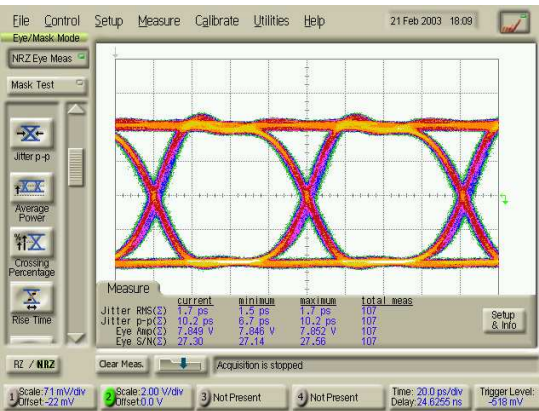 File Control Setup Measure Calibrate Utilities Help 21 Feb 2003 18:09
Eye/Mask Mode
NRZ Eye Meas
Mask Test
Jitter p-p
Average
Power
Crossing
Percentage
Rise Time
Measure
current minimum maximum total meas
Jitter RMS(Σ) 1.7 ps 1.5 ps 1.7 ps 107
Jitter p-p(Σ) 10.2 ps 6.7 ps 10.2 ps 107
Eye Amp(Σ) 7.849 V 7.846 V 7.852 V 107
Eye S/N(Σ) 27.30 27.14 27.56 107
Setup
& Info
RZ / NRZ
Clear Meas.
Acquisition is stopped
1 Scale:71 mV/div
Offset:-22 mV
2 Scale:2.00 V/div
Offset:0.0 V
3 Not Present
4 Not Present
Time: 20.0 ps/div
Delay:24.6255 ns
Trigger Level:
-518 mV